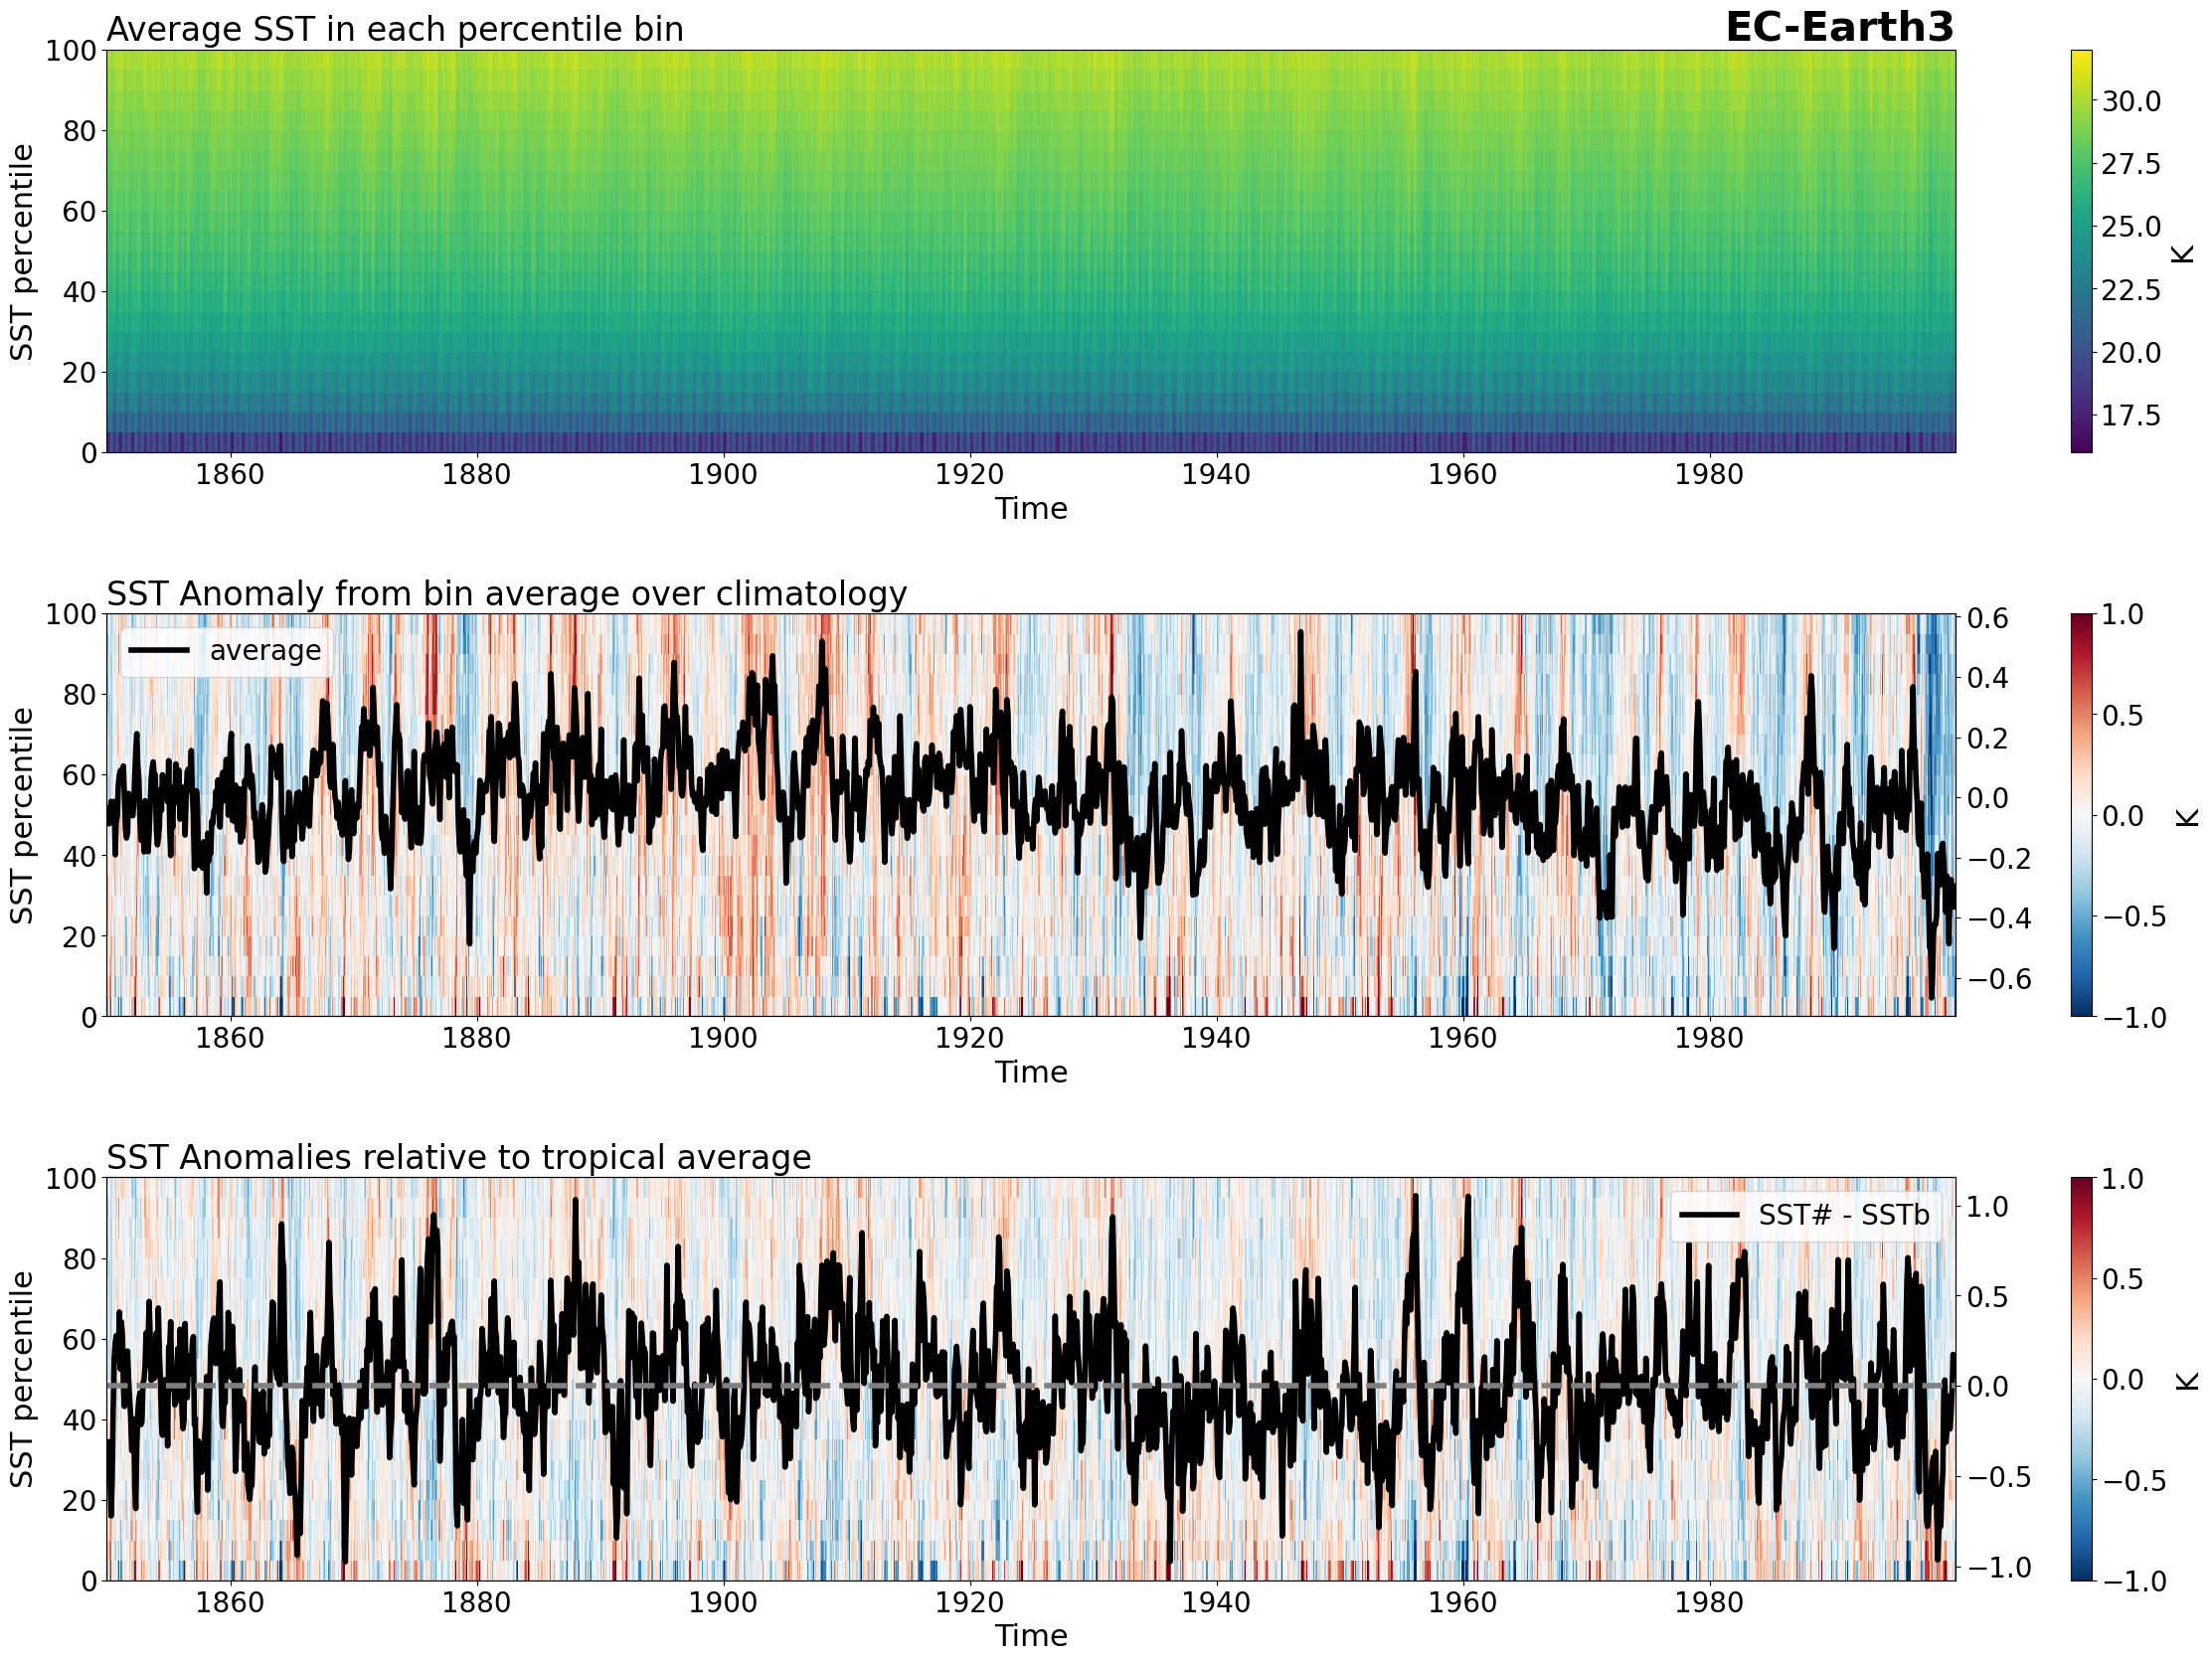 Average SST in each percentile bin
EC-Earth3
SST percentile
100
80
60
40
20
0
1860 1880 1900 1920 1940 1960 1980
Time
30.0
27.5
25.0
22.5
20.0
17.5
K
SST Anomaly from bin average over climatology
average
SST percentile
100
80
60
40
20
0
1860 1880 1900 1920 1940 1960 1980
Time
0.6
0.4
0.2
0.0
−0.2
−0.4
−0.6
1.0
0.5
0.0
−0.5
−1.0
K
SST Anomalies relative to tropical average
SST# - SSTb
SST percentile
100
80
60
40
20
0
1860 1880 1900 1920 1940 1960 1980
Time
1.0
0.5
0.0
−0.5
−1.0
1.0
0.5
0.0
−0.5
−1.0
K